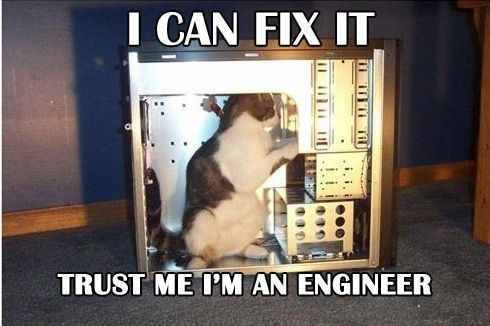 I CAN FIX IT
TRUST ME I'M AN ENGINEER